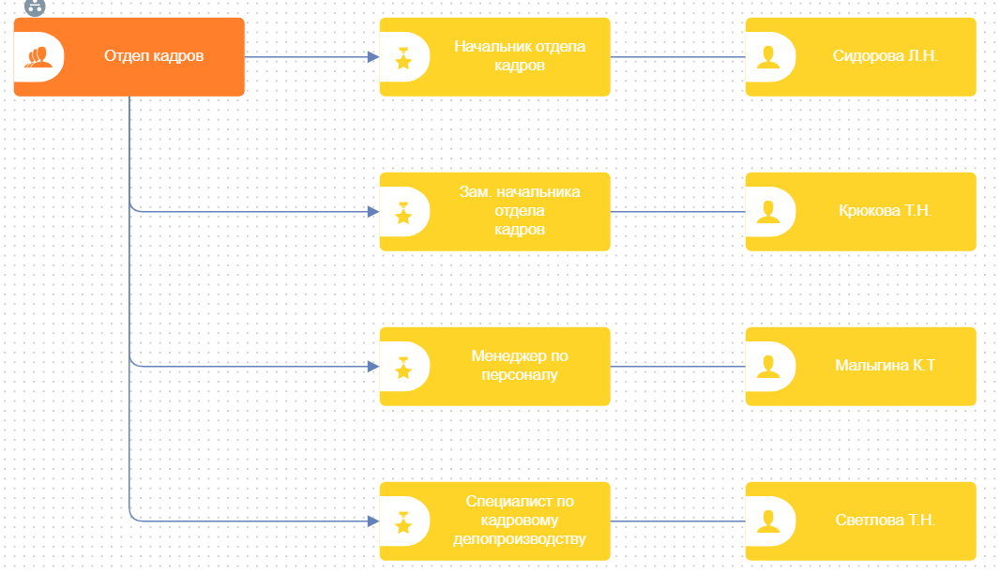 Отдел кадров
Начальник отдела
кадров
Сидорова Л.Н.
Зам. начальника
отдела
кадров
Крюкова Т.Н.
Менеджер по
персоналу
Малыгина К.Т
Специалист по
кадровому
делопроизводству
Светлова Т.Н.